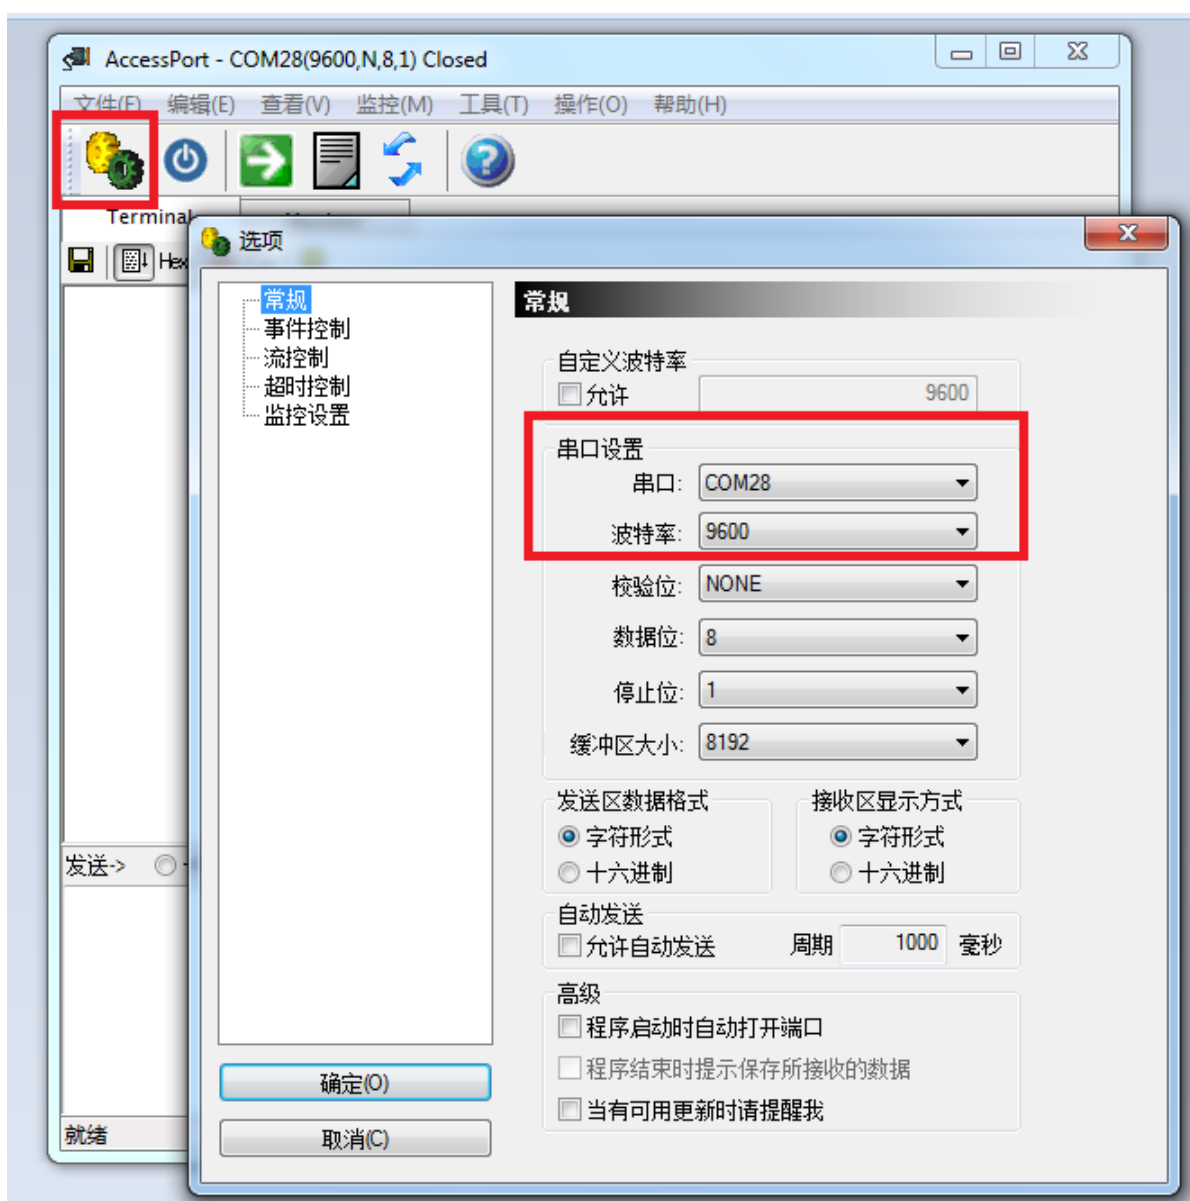 AccessPort - COM28(9600,N,8,1) Closed
文件(F) 编辑(E) 查看(V) 监控(M) 工具(T) 操作(O) 帮助(H)
Terminal
Hex
选项
常规
事件控制
流控制
超时控制
监控设置
常规
自定义波特率
允许 9600
串口设置
串口: COM28
波特率: 9600
校验位: NONE
数据位: 8
停止位: 1
缓冲区大小: 8192
发送区数据格式 接收区显示方式
字符形式 字符形式
十六进制 十六进制
自动发送
允许自动发送 周期 1000 毫秒
高级
程序启动时自动打开端口
程序结束时提示保存所接收的数据
当有可用更新时请提醒我
确定(O)
取消(C)
发送->
就绪